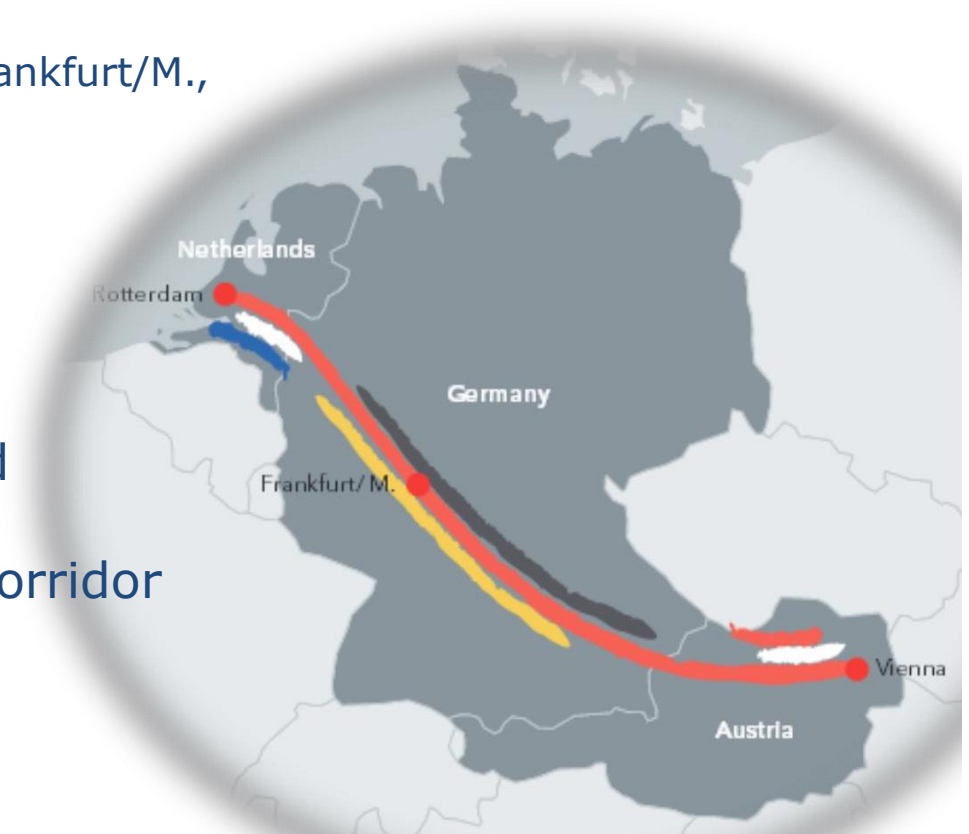 ankfurt/M.,
Netherlands
Rotterdam
Germany
d
Frankfurt/ M.
orridor
Vienna
Austria